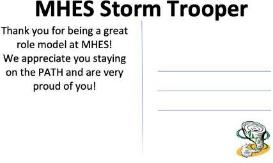 MHES Storm Trooper
Thank you for being a great
role model at MHES!
We appreciate you staying
on the PATH and are very
proud of you!